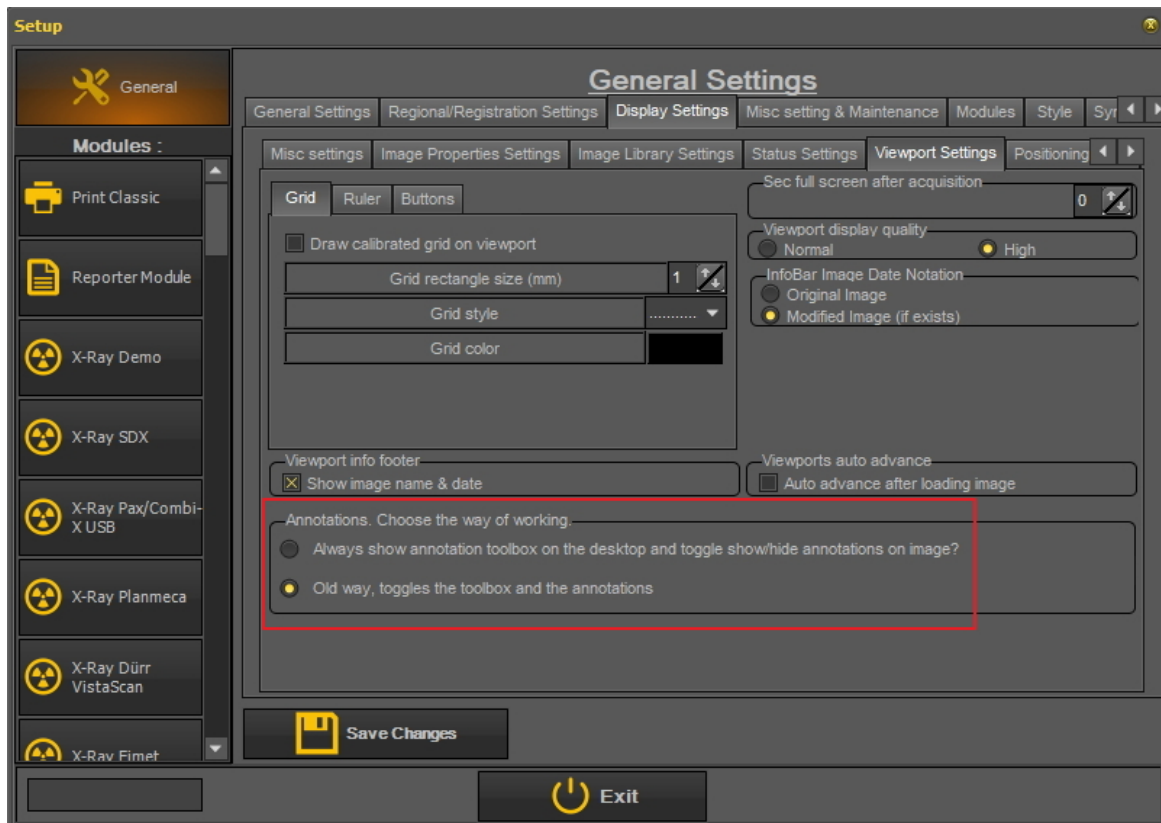 Setup
General
Modules :
Print Classic
Reporter Module
X-Ray Demo
X-Ray SDX
X-Ray Pax/Combi-
X USB
X-Ray Planmeca
X-Ray Dürr
VistaScan
X-Ray Fimet
General Settings
General Settings Regional/Registration Settings Display Settings Misc setting & Maintenance Modules Style Syr
Misc settings Image Properties Settings Image Library Settings Status Settings Viewport Settings Positioning
Grid Ruler Buttons
Draw calibrated grid on viewport
Grid rectangle size (mm) 1
Grid style ...........
Grid color
Sec full screen after acquisition
0
Viewport display quality
Normal High
InfoBar Image Date Notation
Original Image
Modified Image (if exists)
Viewport info footer
Show image name & date
Viewports auto advance
Auto advance after loading image
Annotations. Choose the way of working.
Always show annotation toolbox on the desktop and toggle show/hide annotations on image?
Old way, toggles the toolbox and the annotations
Save Changes
Exit